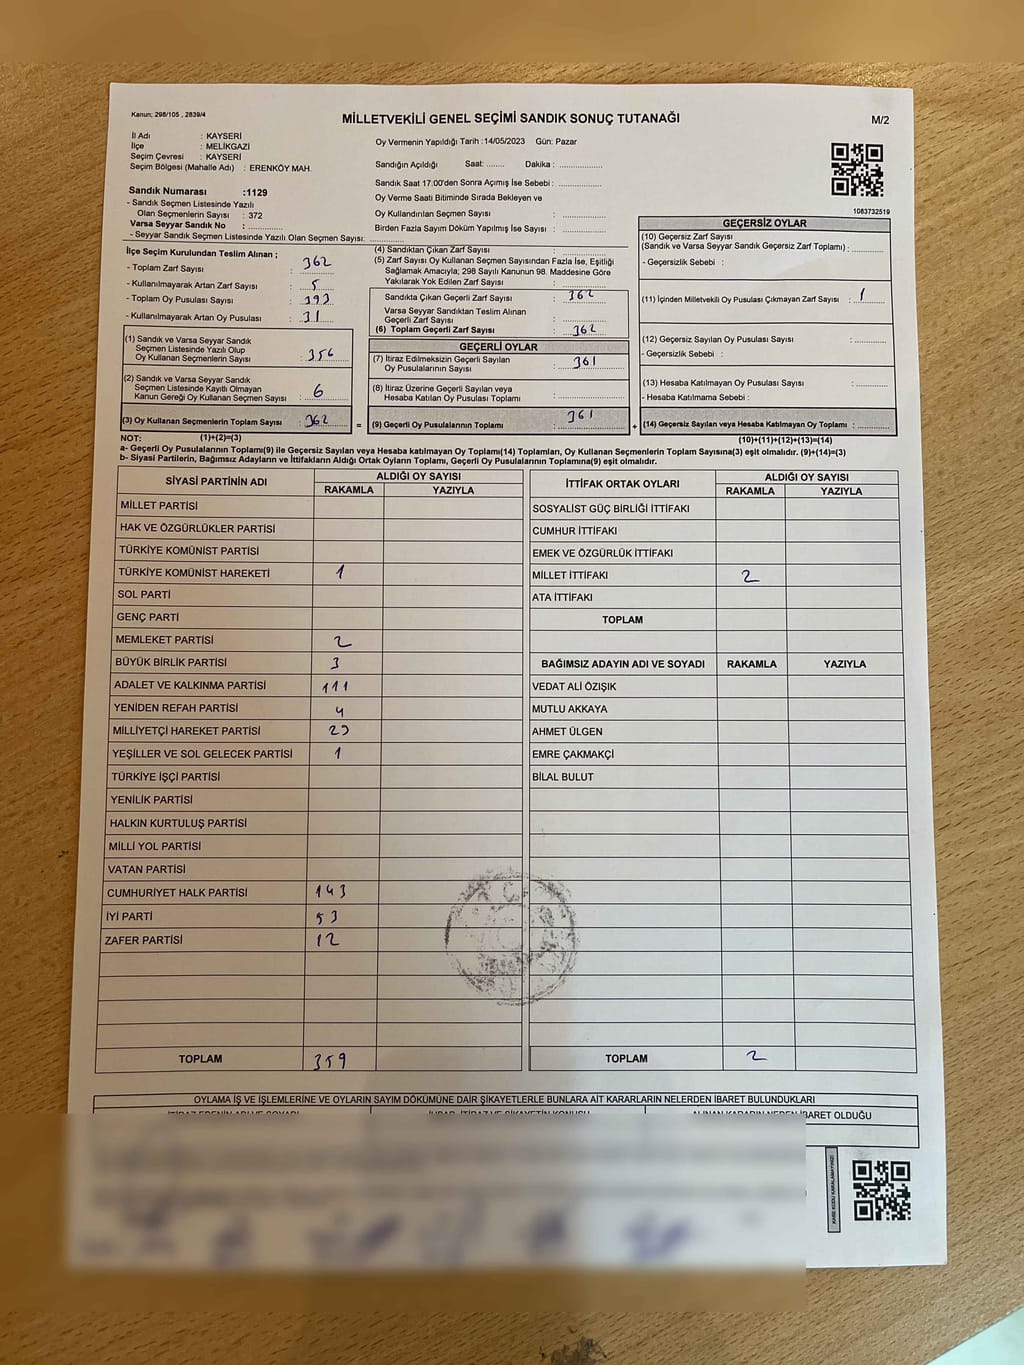 Kanun; 298/105 , 2839/4
MİLLETVEKİLİ GENEL SEÇİMİ SANDIK SONUÇ TUTANAĞI
M/2
İl Adı : KAYSERİ
İlçe : MELİKGAZİ
Seçim Çevresi : KAYSERİ
Seçim Bölgesi (Mahalle Adı) : ERENKÖY MAH.
Sandık Numarası :1129
- Sandık Seçmen Listesinde Yazılı
Olan Seçmenlerin Sayısı : 372
Varsa Seyyar Sandık No :
- Seyyar Sandık Seçmen Listesinde Yazılı Olan Seçmen Sayısı:
Oy Vermenin Yapıldığı Tarih :14/05/2023 Gün: Pazar
Sandığın Açıldığı Saat: Dakika :
Sandık Saat 17:00'den Sonra Açımış İse Sebebi :
Oy Verme Saati Bitiminde Sırada Bekleyen ve
Oy Kullandırılan Seçmen Sayısı :
Birden Fazla Sayım Döküm Yapılmış İse Sayısı :
1083732519
İlçe Seçim Kurulundan Teslim Alınan ;
- Toplam Zarf Sayısı : 362
- Kullanılmayarak Artan Zarf Sayısı : 5
- Toplam Oy Pusulası Sayısı : 393
- Kullanılmayarak Artan Oy Pusulası : 31
(1) Sandık ve Varsa Seyyar Sandık
Seçmen Listesinde Yazılı Olup
Oy Kullanan Seçmenlerin Sayısı : 356
(2) Sandık ve Varsa Seyyar Sandık
Seçmen Listesinde Kayıtlı Olmayan
Kanun Gereği Oy Kullanan Seçmen Sayısı : 6
(3) Oy Kullanan Seçmenlerin Toplam Sayısı : 362
(4) Sandıktan Çıkan Zarf Sayısı :
(5) Zarf Sayısı Oy Kullanan Seçmen Sayısından Fazla İse, Eşitliği
Sağlamak Amacıyla; 298 Sayılı Kanunun 98. Maddesine Göre
Yakılarak Yok Edilen Zarf Sayısı :
Sandıkta Çıkan Geçerli Zarf Sayısı : 362
Varsa Seyyar Sandıktan Teslim Alınan
Geçerli Zarf Sayısı :
(6) Toplam Geçerli Zarf Sayısı : 362
GEÇERLİ OYLAR
(7) İtiraz Edilmeksizin Geçerli Sayılan
Oy Pusulalarının Sayısı : 361
(8) İtiraz Üzerine Geçerli Sayılan veya
Hesaba Katılan Oy Pusulası Toplamı :
= (9) Geçerli Oy Pusulalarının Toplamı : 361
GEÇERSİZ OYLAR
(10) Geçersiz Zarf Sayısı
(Sandık ve Varsa Seyyar Sandık Geçersiz Zarf Toplamı) :
- Geçersizlik Sebebi :
(11) İçinden Milletvekili Oy Pusulası Çıkmayan Zarf Sayısı : 1
(12) Geçersiz Sayılan Oy Pusulası Sayısı :
- Geçersizlik Sebebi :
(13) Hesaba Katılmayan Oy Pusulası Sayısı :
- Hesaba Katılmama Sebebi :
+ (14) Geçersiz Sayılan veya Hesaba Katılmayan Oy Toplamı :
NOT: (1)+(2)=(3) (10)+(11)+(12)+(13)=(14)
a- Geçerli Oy Pusulalarının Toplamı(9) ile Geçersiz Sayılan veya Hesaba katılmayan Oy Toplamı(14) Toplamları, Oy Kullanan Seçmenlerin Toplam Sayısına(3) eşit olmalıdır. (9)+(14)=(3)
b- Siyasi Partilerin, Bağımsız Adayların ve İttifakların Aldığı Ortak Oyların Toplamı, Geçerli Oy Pusulalarının Toplamına(9) eşit olmalıdır.
SİYASİ PARTİNİN ADI ALDIĞI OY SAYISI
RAKAMLA YAZIYLA
MİLLET PARTİSİ
HAK VE ÖZGÜRLÜKLER PARTİSİ
TÜRKİYE KOMÜNİST PARTİSİ
TÜRKİYE KOMÜNİST HAREKETİ 1
SOL PARTİ
GENÇ PARTİ
MEMLEKET PARTİSİ 2
BÜYÜK BİRLİK PARTİSİ 3
ADALET VE KALKINMA PARTİSİ 111
YENİDEN REFAH PARTİSİ 4
MİLLİYETÇİ HAREKET PARTİSİ 29
YEŞİLLER VE SOL GELECEK PARTİSİ 1
TÜRKİYE İŞÇİ PARTİSİ
YENİLİK PARTİSİ
HALKIN KURTULUŞ PARTİSİ
MİLLİ YOL PARTİSİ
VATAN PARTİSİ
CUMHURİYET HALK PARTİSİ 143
İYİ PARTİ 53
ZAFER PARTİSİ 12
TOPLAM 359
İTTİFAK ORTAK OYLARI ALDIĞI OY SAYISI
RAKAMLA YAZIYLA
SOSYALİST GÜÇ BİRLİĞİ İTTİFAKI
CUMHUR İTTİFAKI
EMEK VE ÖZGÜRLÜK İTTİFAKI
MİLLET İTTİFAKI 2
ATA İTTİFAKI
TOPLAM
BAĞIMSIZ ADAYIN ADI VE SOYADI RAKAMLA YAZIYLA
VEDAT ALİ ÖZIŞIK
MUTLU AKKAYA
AHMET ÜLGEN
EMRE ÇAKMAKÇİ
BİLAL BULUT
TOPLAM 2
OYLAMA İŞ VE İŞLEMLERİNE VE OYLARIN SAYIM DÖKÜMÜNE DAİR ŞİKAYETLERLE BUNLARA AİT KARARLARIN NELERDEN İBARET BULUNDUKLARI
İTİRAZ EDENİN ADI VE SOYADI İHBAR, İTİRAZ VE ŞİKAYETİN KONUSU ALINAN KARARIN NEDEN İBARET OLDUĞU
KARE KODU KARALAMAYINIZ!